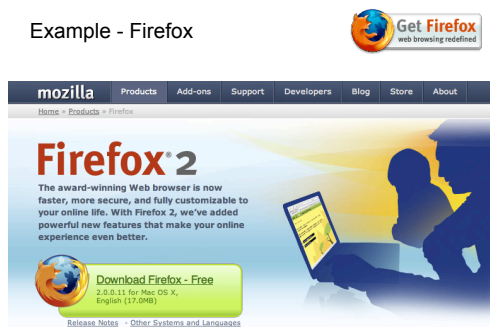 Example - Firefox
Get Firefox
web browsing redefined
mozilla Products Add-ons Support Developers Blog Store About
Home » Products » Firefox
Firefox® 2
The award-winning Web browser is now
faster, more secure, and fully customizable to
your online life. With Firefox 2, we've added
powerful new features that make your online
experience even better.
Download Firefox - Free
2.0.0.11 for Mac OS X,
English (17.0MB)
Release Notes - Other Systems and Languages